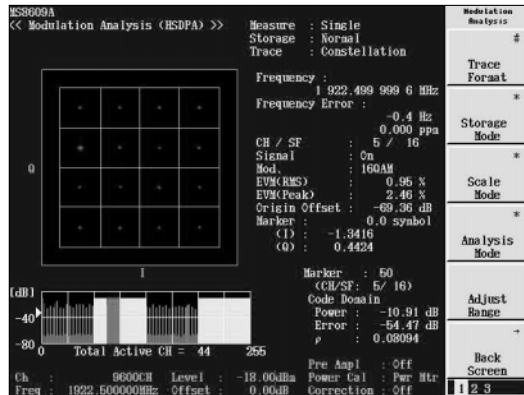 MS8609A
<< Modulation Analysis (HSDPA) >>
Measure : Single
Storage : Normal
Trace : Constellation
Frequency :
1 922.499 999 6 MHz
Frequency Error :
-0.4 Hz
0.000 ppm
CH / SF : 5 / 16
Signal : On
Mod. : 16QAM
EVM(RMS) : 0.95 %
EVM(Peak) : 2.46 %
Origin Offset : -69.36 dB
Marker : 0.0 symbol
(I) : -1.3416
(Q) : 0.4424
Q
I
Marker : 50
(CH/SF: 5/ 16)
Code Domain
Power : -10.91 dB
Error : -54.47 dB
ρ : 0.08094
[dB]
-40
-80
0 Total Active CH = 44 255
Pre Ampl : Off
Ch : 9600CH Level : -18.00dBm Power Cal : Pwr Mtr
Freq : 1922.500000MHz Offset : 0.00dB Correction : Off
Modulation
Analysis
#
Trace
Format
*
Storage
Mode
*
Scale
Mode
*
Analysis
Mode
Adjust
Range
→
Back
Screen
1 2 3